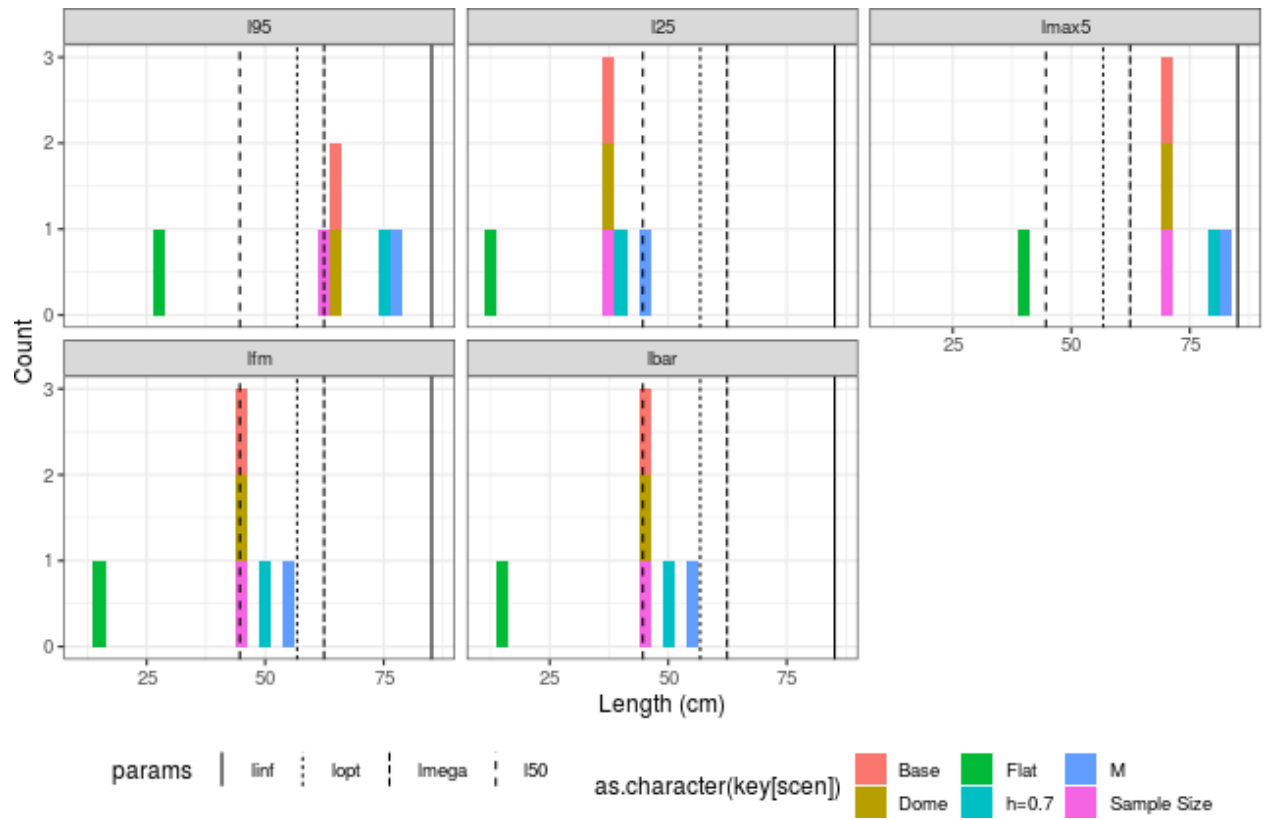 l95 l25 lmax5
3
2
1
0
25 50 75
lfm lbar
3
2
1
0
25 50 75 25 50 75
Count
Length (cm)
params linf lopt lmega l50
as.character(key[scen]) Base Flat M
Dome h=0.7 Sample Size